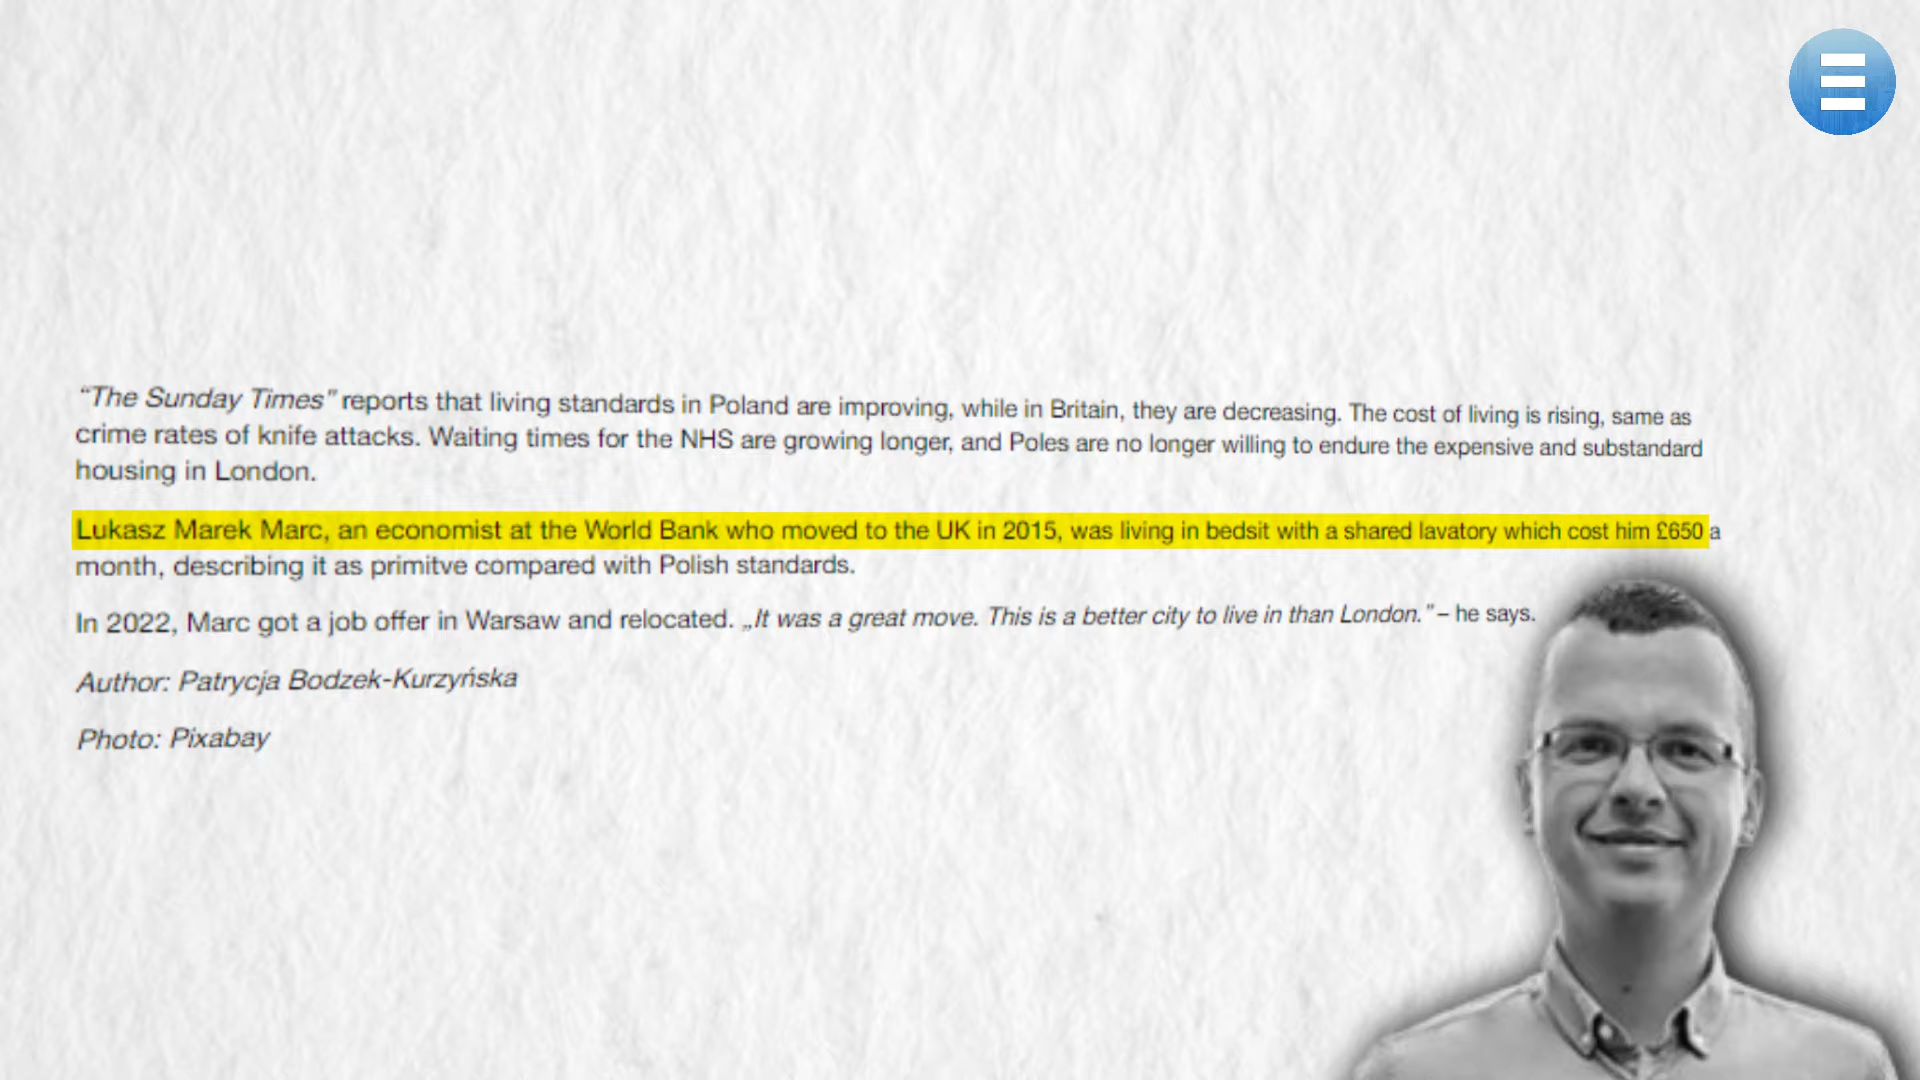 “The Sunday Times” reports that living standards in Poland are improving, while in Britain, they are decreasing. The cost of living is rising, same as
crime rates of knife attacks. Waiting times for the NHS are growing longer, and Poles are no longer willing to endure the expensive and substandard
housing in London.
Lukasz Marek Marc, an economist at the World Bank who moved to the UK in 2015, was living in bedsit with a shared lavatory which cost him £650 a
month, describing it as primitve compared with Polish standards.
In 2022, Marc got a job offer in Warsaw and relocated. „It was a great move. This is a better city to live in than London.” – he says.
Author: Patrycja Bodzek-Kurzyńska
Photo: Pixabay